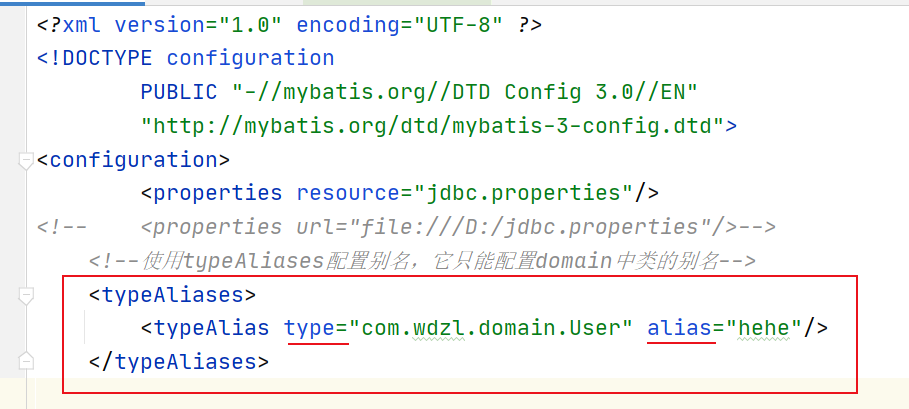 <?xml version="1.0" encoding="UTF-8" ?>
<!DOCTYPE configuration
        PUBLIC "-//mybatis.org//DTD Config 3.0//EN"
        "http://mybatis.org/dtd/mybatis-3-config.dtd">
<configuration>
        <properties resource="jdbc.properties"/>
<!--    <properties url="file:///D:/jdbc.properties"/>-->
    <!--使用typeAliases配置别名，它只能配置domain中类的别名-->
    <typeAliases>
        <typeAlias type="com.wdzl.domain.User" alias="hehe"/>
    </typeAliases>